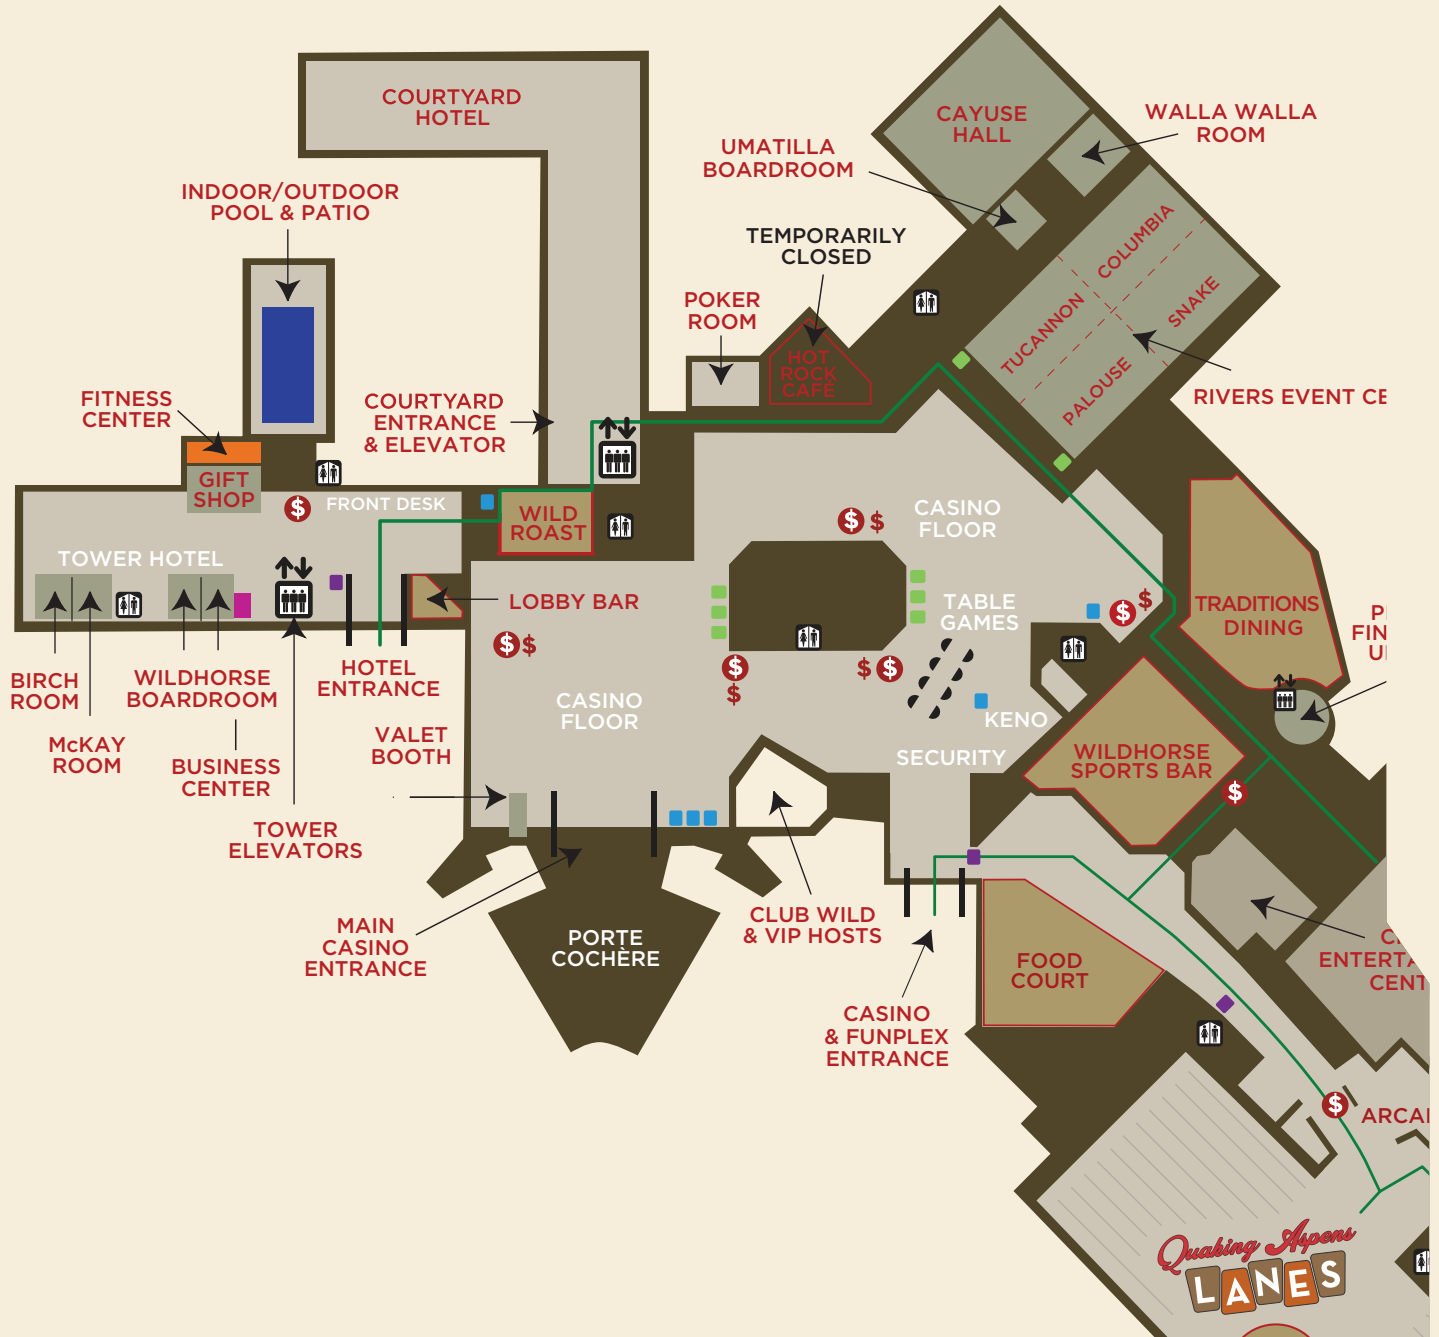 COURTYARD
HOTEL
CAYUSE
HALL
WALLA WALLA
ROOM
UMATILLA
BOARDROOM
INDOOR/OUTDOOR
POOL & PATIO
TEMPORARILY
CLOSED
COLUMBIA
SNAKE
TUCANNON
PALOUSE
POKER
ROOM
HOT
ROCK
CAFÉ
RIVERS EVENT CE
FITNESS
CENTER
COURTYARD
ENTRANCE
& ELEVATOR
GIFT
SHOP
$
FRONT DESK
WILD
ROAST
$ $
CASINO
FLOOR
TOWER HOTEL
LOBBY BAR
TABLE
GAMES
$ $
TRADITIONS
DINING
$ $
$
$
$ $
BIRCH
ROOM
WILDHORSE
BOARDROOM
HOTEL
ENTRANCE
CASINO
FLOOR
KENO
McKAY
ROOM
VALET
BOOTH
SECURITY
WILDHORSE
SPORTS BAR
BUSINESS
CENTER
$
TOWER
ELEVATORS
MAIN
CASINO
ENTRANCE
PORTE
COCHÈRE
CLUB WILD
& VIP HOSTS
FOOD
COURT
ENTERTA
CENT
CASINO
& FUNPLEX
ENTRANCE
$
ARCA
Quaking Aspens
LANES